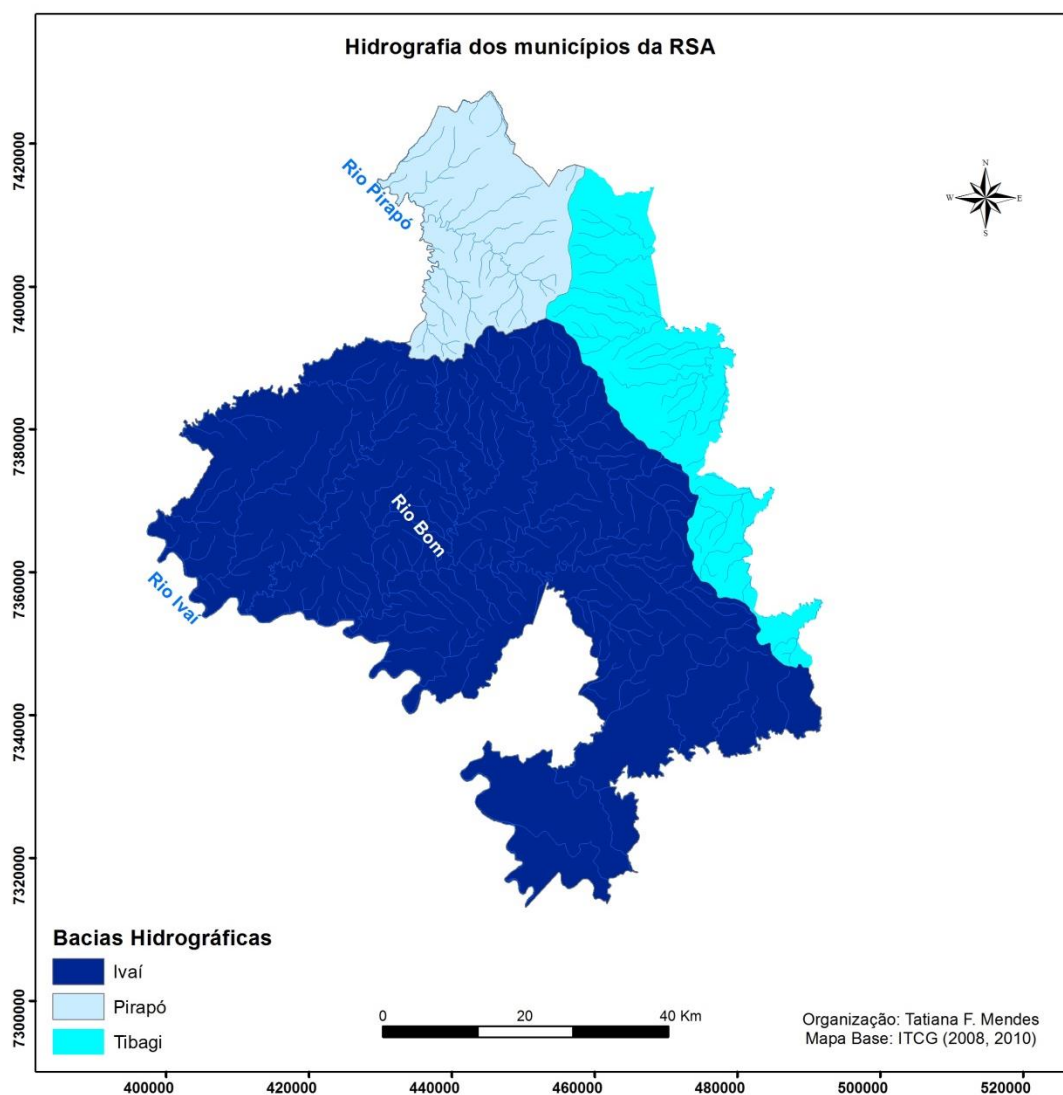 Hidrografia dos municípios da RSA
N
W
E
S
Rio Pirapó
Rio Bom
Rio Ivaí
7420000
7400000
7380000
7360000
7340000
7320000
7300000
Bacias Hidrográficas
Ivaí
Pirapó
Tibagi
0 20 40 Km
Organização: Tatiana F. Mendes
Mapa Base: ITCG (2008, 2010)
400000 420000 440000 460000 480000 500000 520000